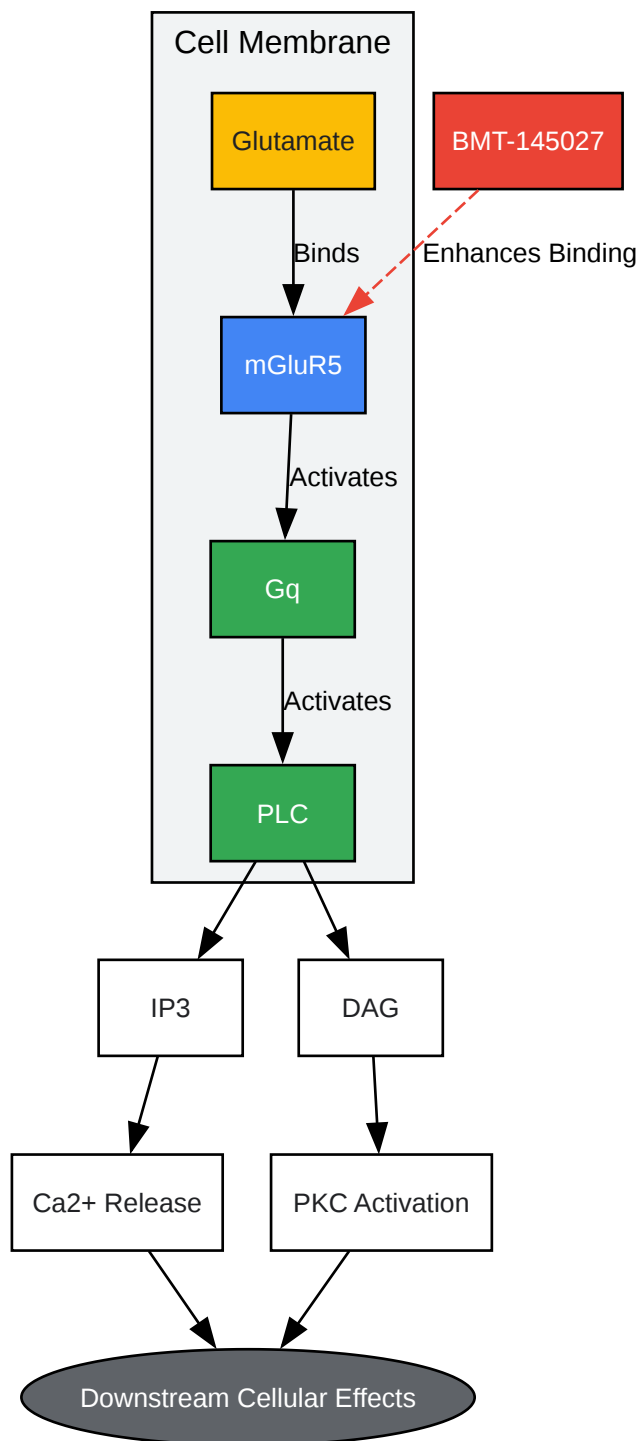 Cell Membrane
Glutamate
BMT-145027
Binds
Enhances Binding
mGluR5
Activates
Gq
Activates
PLC
IP3
DAG
Ca2+ Release
PKC Activation
Downstream Cellular Effects